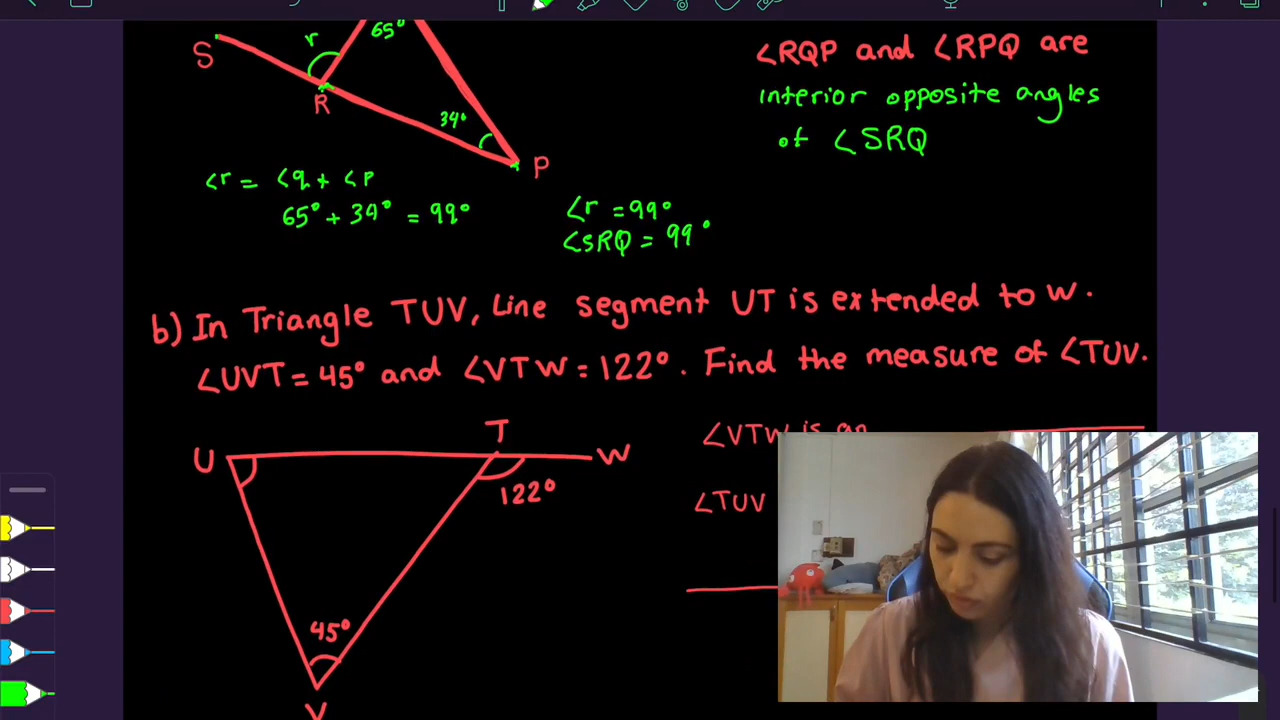 S
r
65°
R
34°
P
∠RQP and ∠RPQ are
interior opposite angles
of ∠SRQ
∠r = ∠q + ∠p
65° + 34° = 99°
∠r = 99°
∠SRQ = 99°
b) In Triangle TUV, Line segment UT is extended to W.
∠UVT = 45° and ∠VTW = 122°. Find the measure of ∠TUV.
U
T
W
122°
45°
V
∠VTW is an
∠TUV